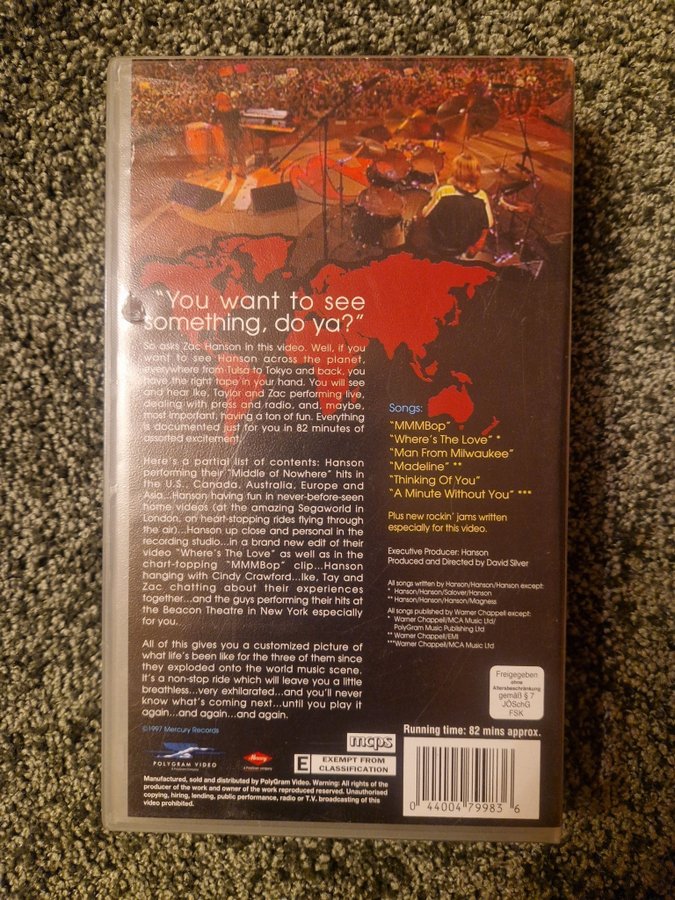 "You want to see
something, do ya?"
So asks Zac Hanson in this video. Well, if you
want to see Hanson across the planet,
everywhere from Tulsa to Tokyo and back, you
have the right tape in your hand. You will see
and hear Ike, Taylor and Zac performing live,
dealing with press and radio, and, maybe,
most important, having a ton of fun. Everything
is documented just for you in 82 minutes of
assorted excitement.
Here's a partial list of contents: Hanson
performing their "Middle of Nowhere" hits in
the U.S., Canada, Australia, Europe and
Asia...Hanson having fun in never-before-seen
home videos (at the amazing Segaworld in
London, on heart-stopping rides flying through
the air)...Hanson up close and personal in the
recording studio...in a brand new edit of their
video "Where's The Love" as well as in the
chart-topping "MMMBop" clip...Hanson
hanging with Cindy Crawford...Ike, Tay and
Zac chatting about their experiences
together...and the guys performing their hits at
the Beacon Theatre in New York especially
for you.
All of this gives you a customized picture of
what life's been like for the three of them since
they exploded onto the world music scene.
It's a non-stop ride which will leave you a little
breathless...very exhilarated...and you'll never
know what's coming next...until you play it
again...and again...and again.
©1997 Mercury Records
Songs:
"MMMBop"
"Where's The Love" *
"Man From Milwaukee"
"Madeline" **
"Thinking Of You"
"A Minute Without You" ***
Plus new rockin' jams written
especially for this video.
Executive Producer: Hanson
Produced and Directed by David Silver
All songs written by Hanson/Hanson/Hanson except:
* Hanson/Hanson/Salover/Hanson
** Hanson/Hanson/Hanson/Magness
All songs published by Warner Chappell except:
* Warner Chappell/MCA Music Ltd/
PolyGram Music Publishing Ltd
** Warner Chappell/EMI
***Warner Chappell/MCA Music Ltd
Freigegeben
ohne
Altersbeschränkung
gemäß § 7
JÖSchG
FSK
Running time: 82 mins approx.
POLYGRAM VIDEO
A PolyGram Company
Mercury
A PolyGram company
mcps
E EXEMPT FROM
CLASSIFICATION
Manufactured, sold and distributed by PolyGram Video. Warning: All rights of the
producer of the work and owner of the work reproduced reserved. Unauthorised
copying, hiring, lending, public performance, radio or T.V. broadcasting of this
video prohibited.
0 44004 79983 6